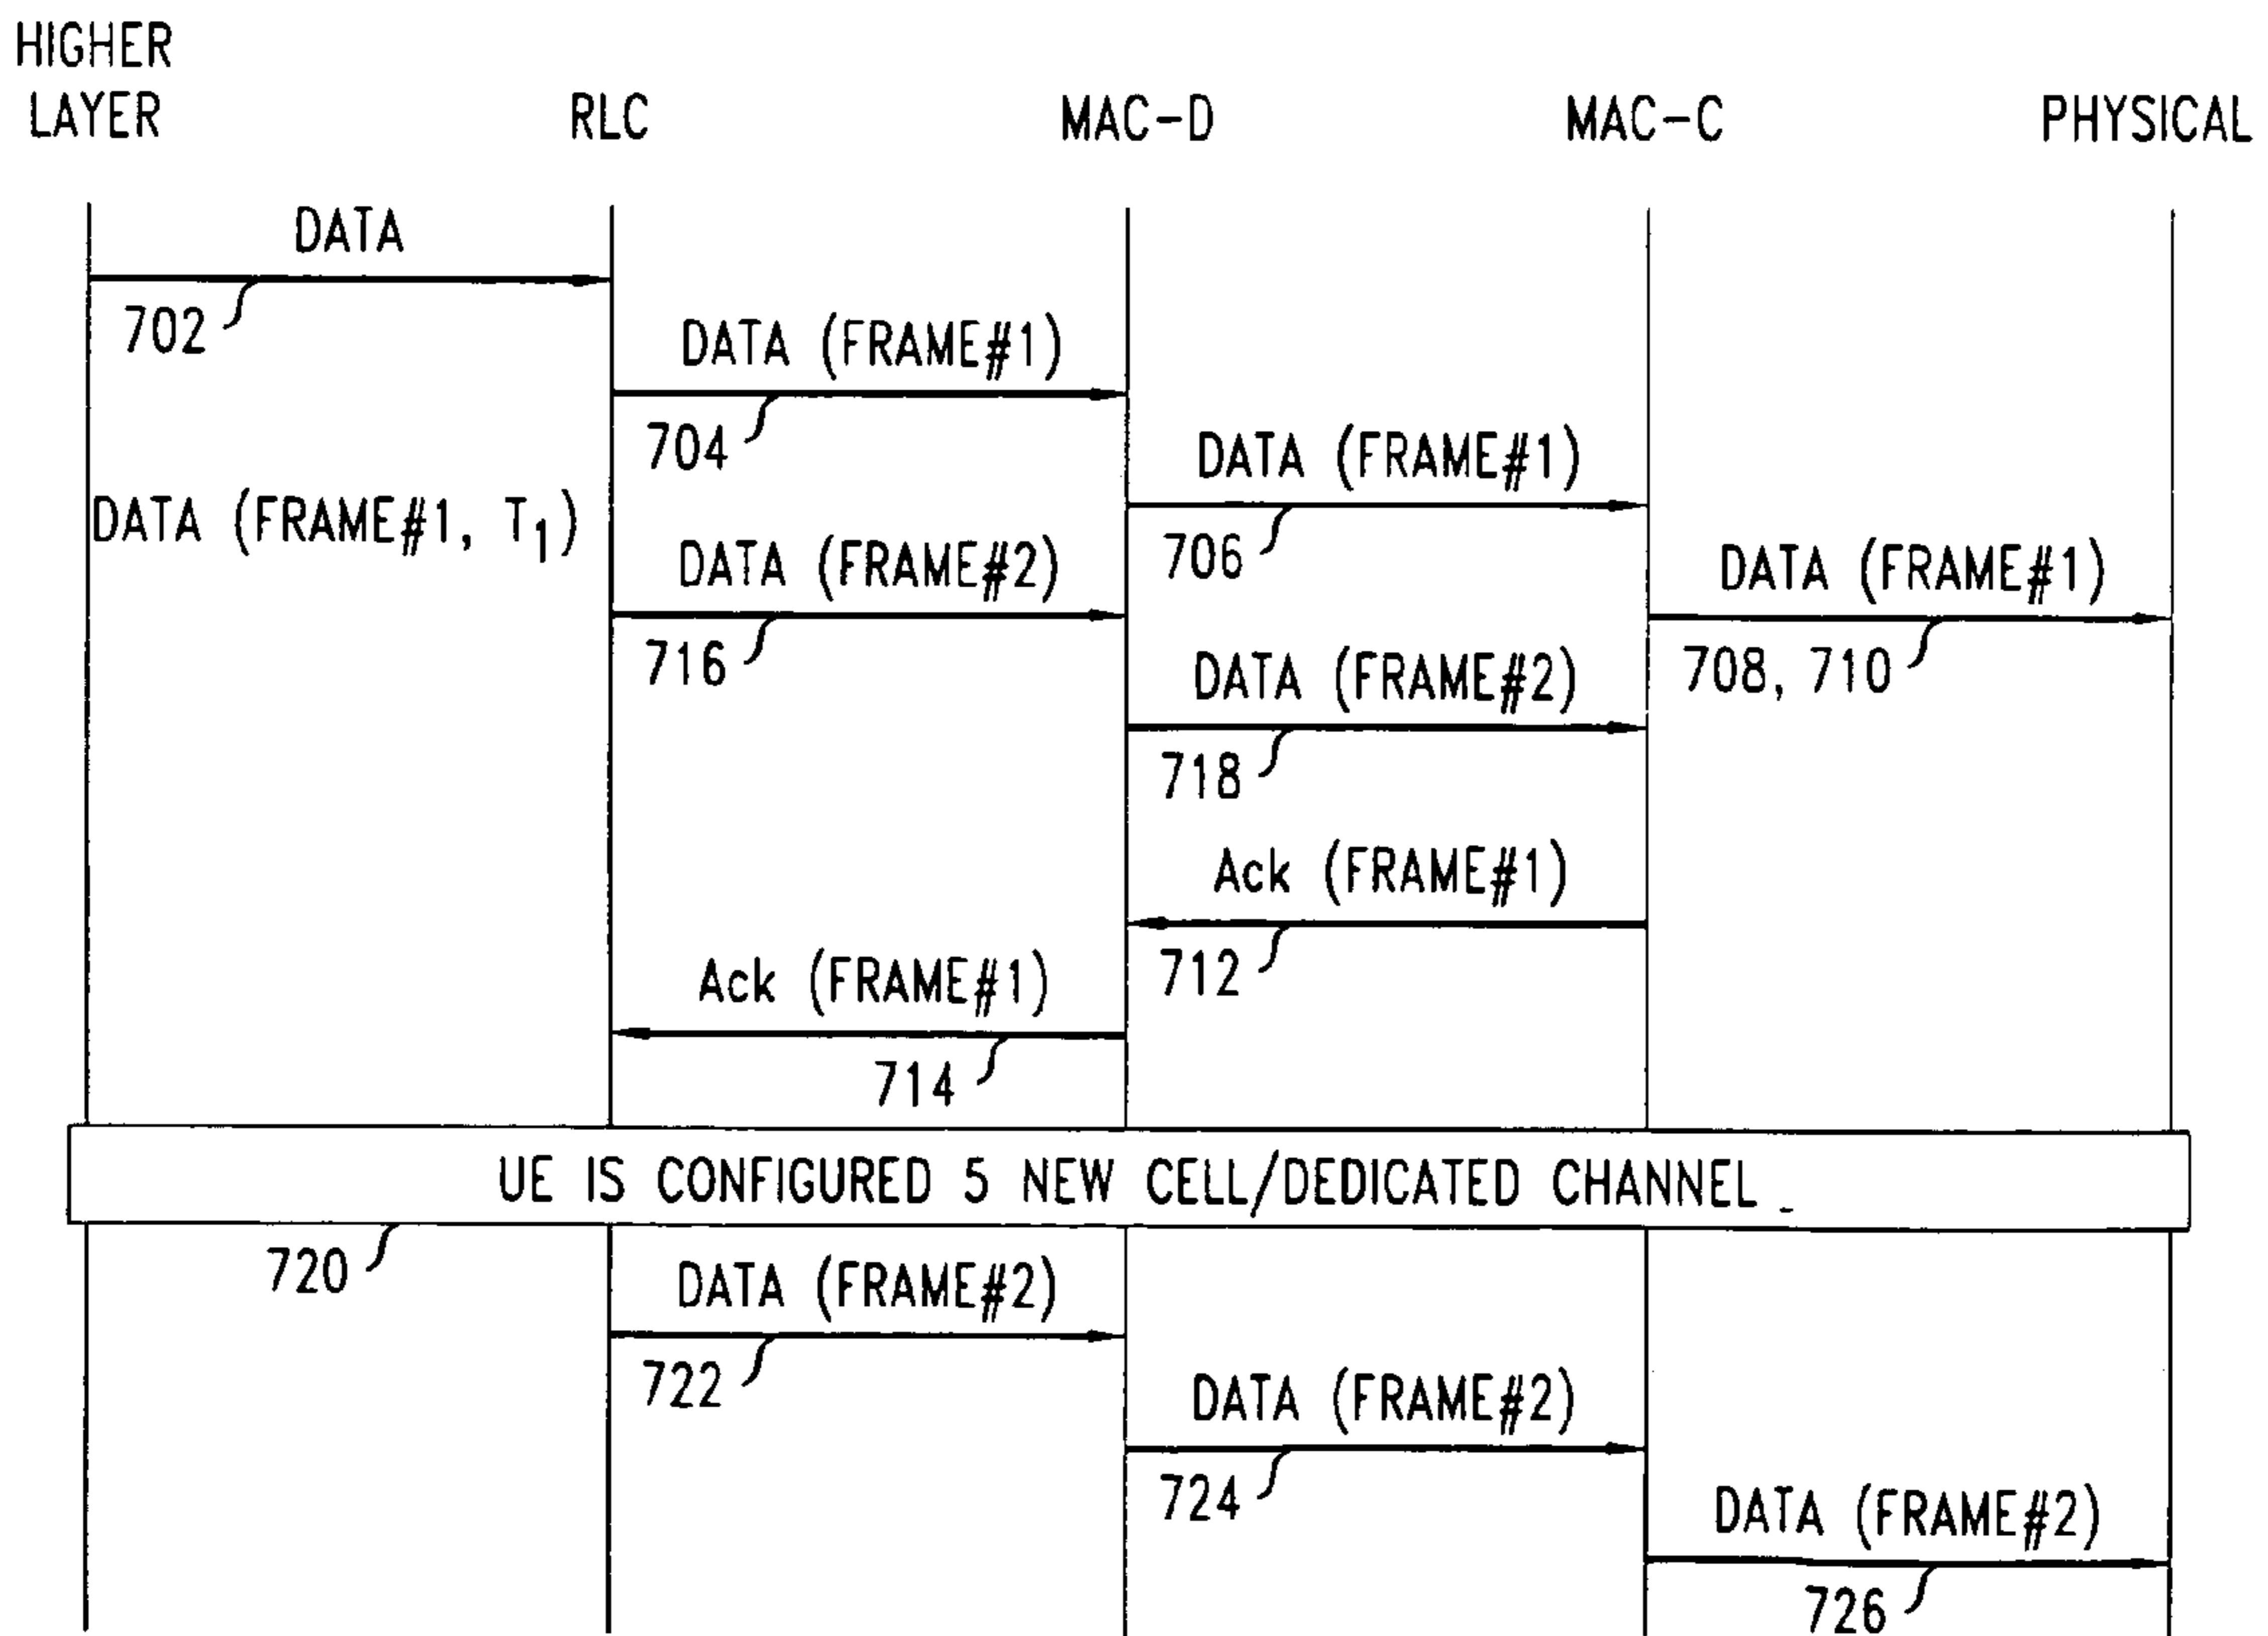 HIGHER
LAYER
RLC
MAC-D
MAC-C
PHYSICAL
DATA
702
DATA (FRAME#1)
704
DATA (FRAME#1)
706
DATA (FRAME#1, T1)
DATA (FRAME#2)
716
DATA (FRAME#1)
708, 710
DATA (FRAME#2)
718
Ack (FRAME#1)
712
Ack (FRAME#1)
714
UE IS CONFIGURED 5 NEW CELL/DEDICATED CHANNEL
720
DATA (FRAME#2)
722
DATA (FRAME#2)
724
DATA (FRAME#2)
726